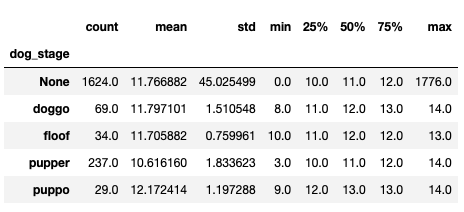 count mean std min 25% 50% 75% max
dog_stage
None 1624.0 11.766882 45.025499 0.0 10.0 11.0 12.0 1776.0
doggo 69.0 11.797101 1.510548 8.0 11.0 12.0 13.0 14.0
floof 34.0 11.705882 0.759961 10.0 11.0 12.0 12.0 13.0
pupper 237.0 10.616160 1.833623 3.0 10.0 11.0 12.0 14.0
puppo 29.0 12.172414 1.197288 9.0 12.0 13.0 13.0 14.0